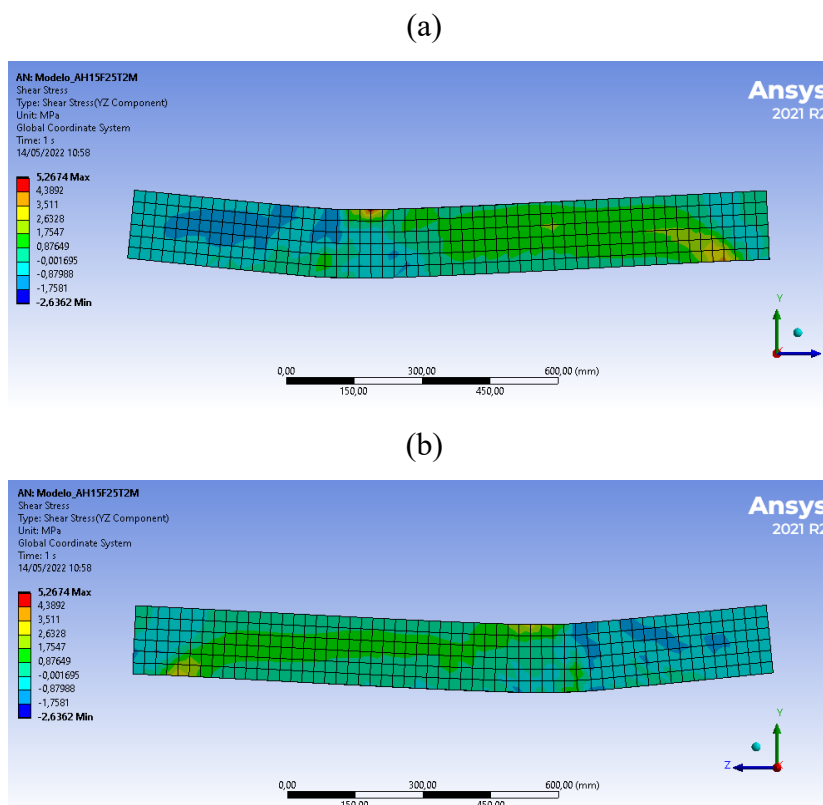 (a)
AN: Modelo_AH15F25T2M
Shear Stress
Type: Shear Stress(YZ Component)
Unit: MPa
Global Coordinate System
Time: 1 s
14/05/2022 10:58
Ansys
2021 R2
5,2674 Max
4,3892
3,511
2,6328
1,7547
0,87649
-0,001695
-0,87988
-1,7581
-2,6362 Min
Y
X
0,00 300,00 600,00 (mm)
150,00 450,00
(b)
AN: Modelo_AH15F25T2M
Shear Stress
Type: Shear Stress(YZ Component)
Unit: MPa
Global Coordinate System
Time: 1 s
14/05/2022 10:58
Ansys
2021 R2
5,2674 Max
4,3892
3,511
2,6328
1,7547
0,87649
-0,001695
-0,87988
-1,7581
-2,6362 Min
Y
Z X
0,00 300,00 600,00 (mm)
150,00 450,00